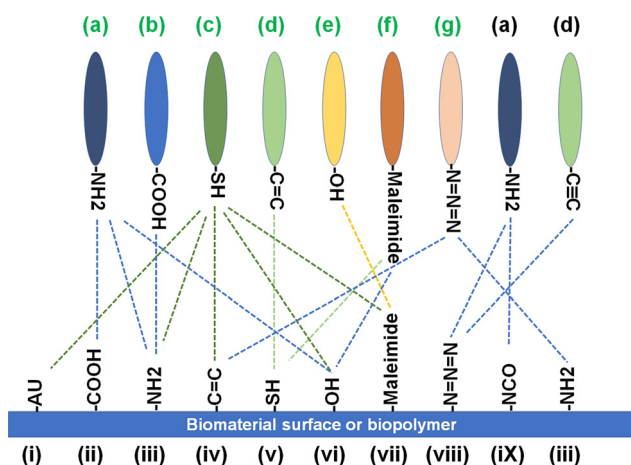 (a) (b) (c) (d) (e) (f) (g) (a) (d)
-NH2 -COOH -SH -C=C -OH -Maleimide -N=N=N -NH2 -C≡C
-AU -COOH -NH2 -C=C -SH -OH -Maleimide -N=N=N -NCO -NH2
Biomaterial surface or biopolymer
(i) (ii) (iii) (iv) (v) (vi) (vii) (viii) (iX) (iii)